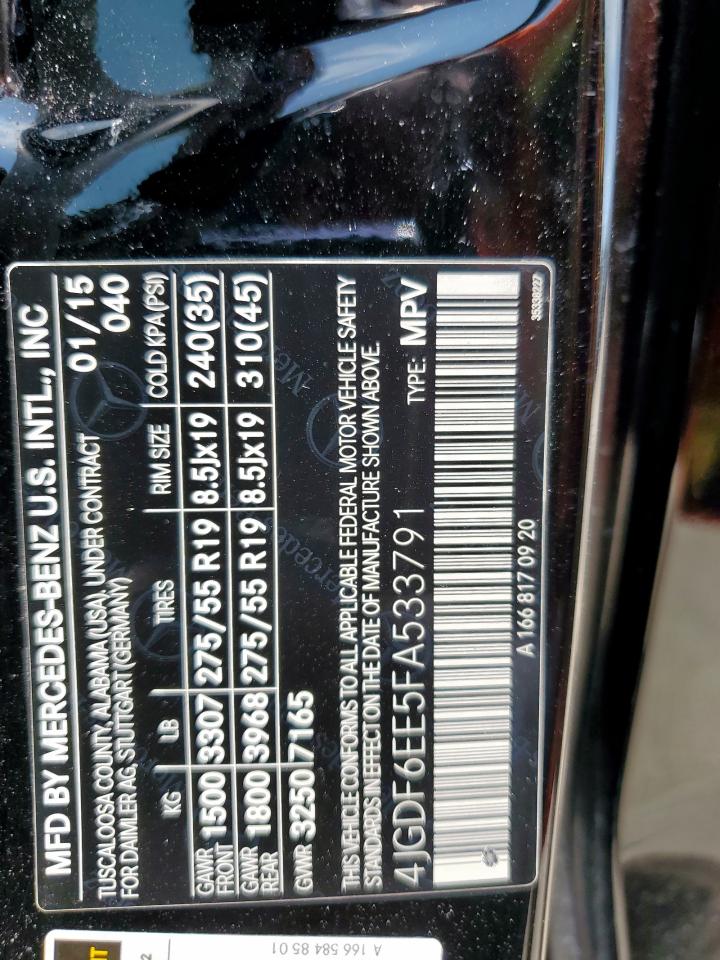 MFD BY MERCEDES-BENZ U.S. INTL., INC
TUSCALOOSA COUNTY, ALABAMA (USA), UNDER CONTRACT 01/15
FOR DAIMLER AG, STUTTGART (GERMANY) 040
KG LB TIRES RIM SIZE COLD KPA(PSI)
GAWR FRONT 1500 3307 275/55 R19 8.5Jx19 240(35)
GAWR REAR 1800 3968 275/55 R19 8.5Jx19 310(45)
GVWR 3250 7165
THIS VEHICLE CONFORMS TO ALL APPLICABLE FEDERAL MOTOR VEHICLE SAFETY
STANDARDS IN EFFECT ON THE DATE OF MANUFACTURE SHOWN ABOVE.
4JGDF6EE5FA533791 TYPE: MPV
A 166 817 09 20
35338227
A 166 584 85 01